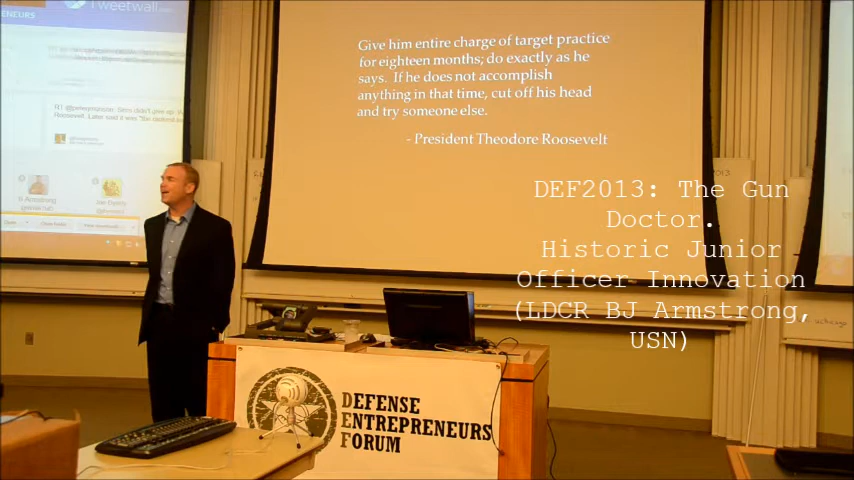 Tweetwall
Give him entire charge of target practice
for eighteen months; do exactly as he
says. If he does not accomplish
anything in that time, cut off his head
and try someone else.
- President Theodore Roosevelt
DEF2013: The Gun
Doctor.
Historic Junior
Officer Innovation
(LDCR BJ Armstrong,
USN)
DEFENSE
ENTREPRENEURS
FORUM